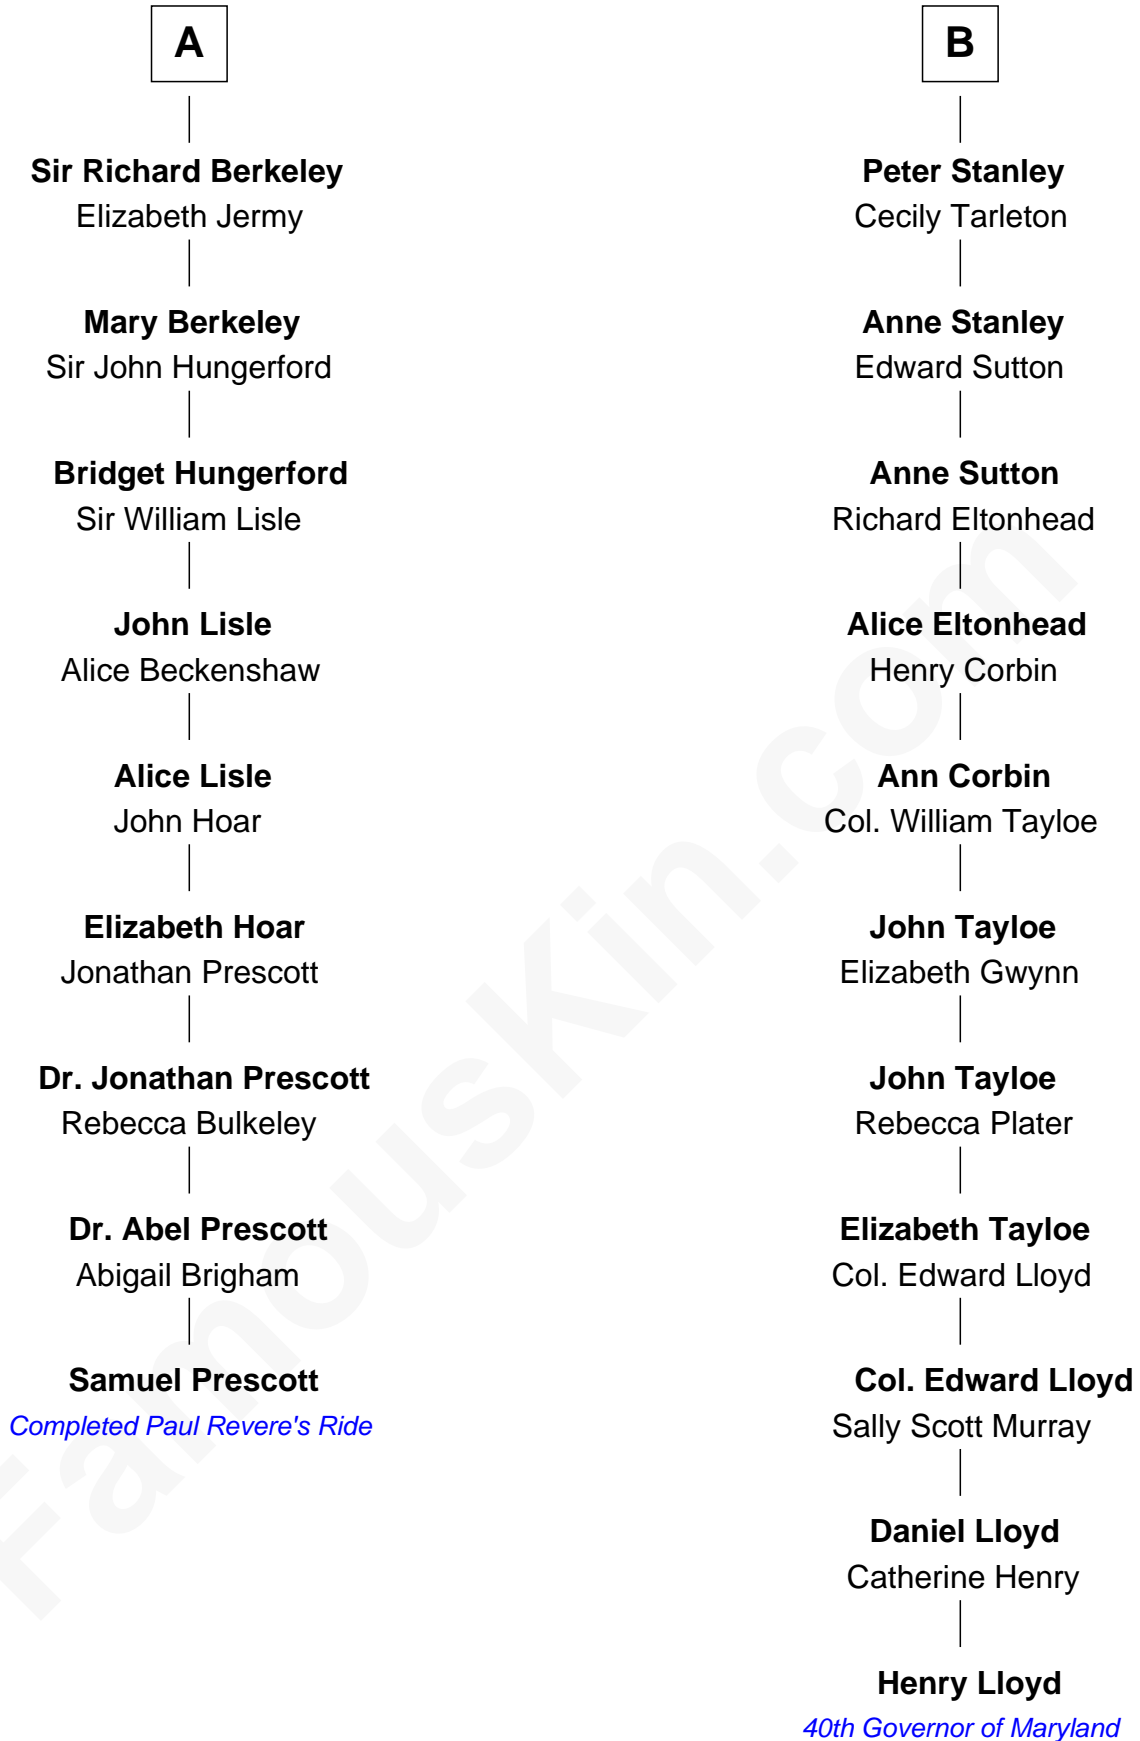 A
Sir Richard Berkeley
Elizabeth Jermy
Mary Berkeley
Sir John Hungerford
Bridget Hungerford
Sir William Lisle
John Lisle
Alice Beckenshaw
Alice Lisle
John Hoar
Elizabeth Hoar
Jonathan Prescott
Dr. Jonathan Prescott
Rebecca Bulkeley
Dr. Abel Prescott
Abigail Brigham
Samuel Prescott
Completed Paul Revere's Ride
B
Peter Stanley
Cecily Tarleton
Anne Stanley
Edward Sutton
Anne Sutton
Richard Eltonhead
Alice Eltonhead
Henry Corbin
Ann Corbin
Col. William Tayloe
John Tayloe
Elizabeth Gwynn
John Tayloe
Rebecca Plater
Elizabeth Tayloe
Col. Edward Lloyd
Col. Edward Lloyd
Sally Scott Murray
Daniel Lloyd
Catherine Henry
Henry Lloyd
40th Governor of Maryland
FamousKin.com